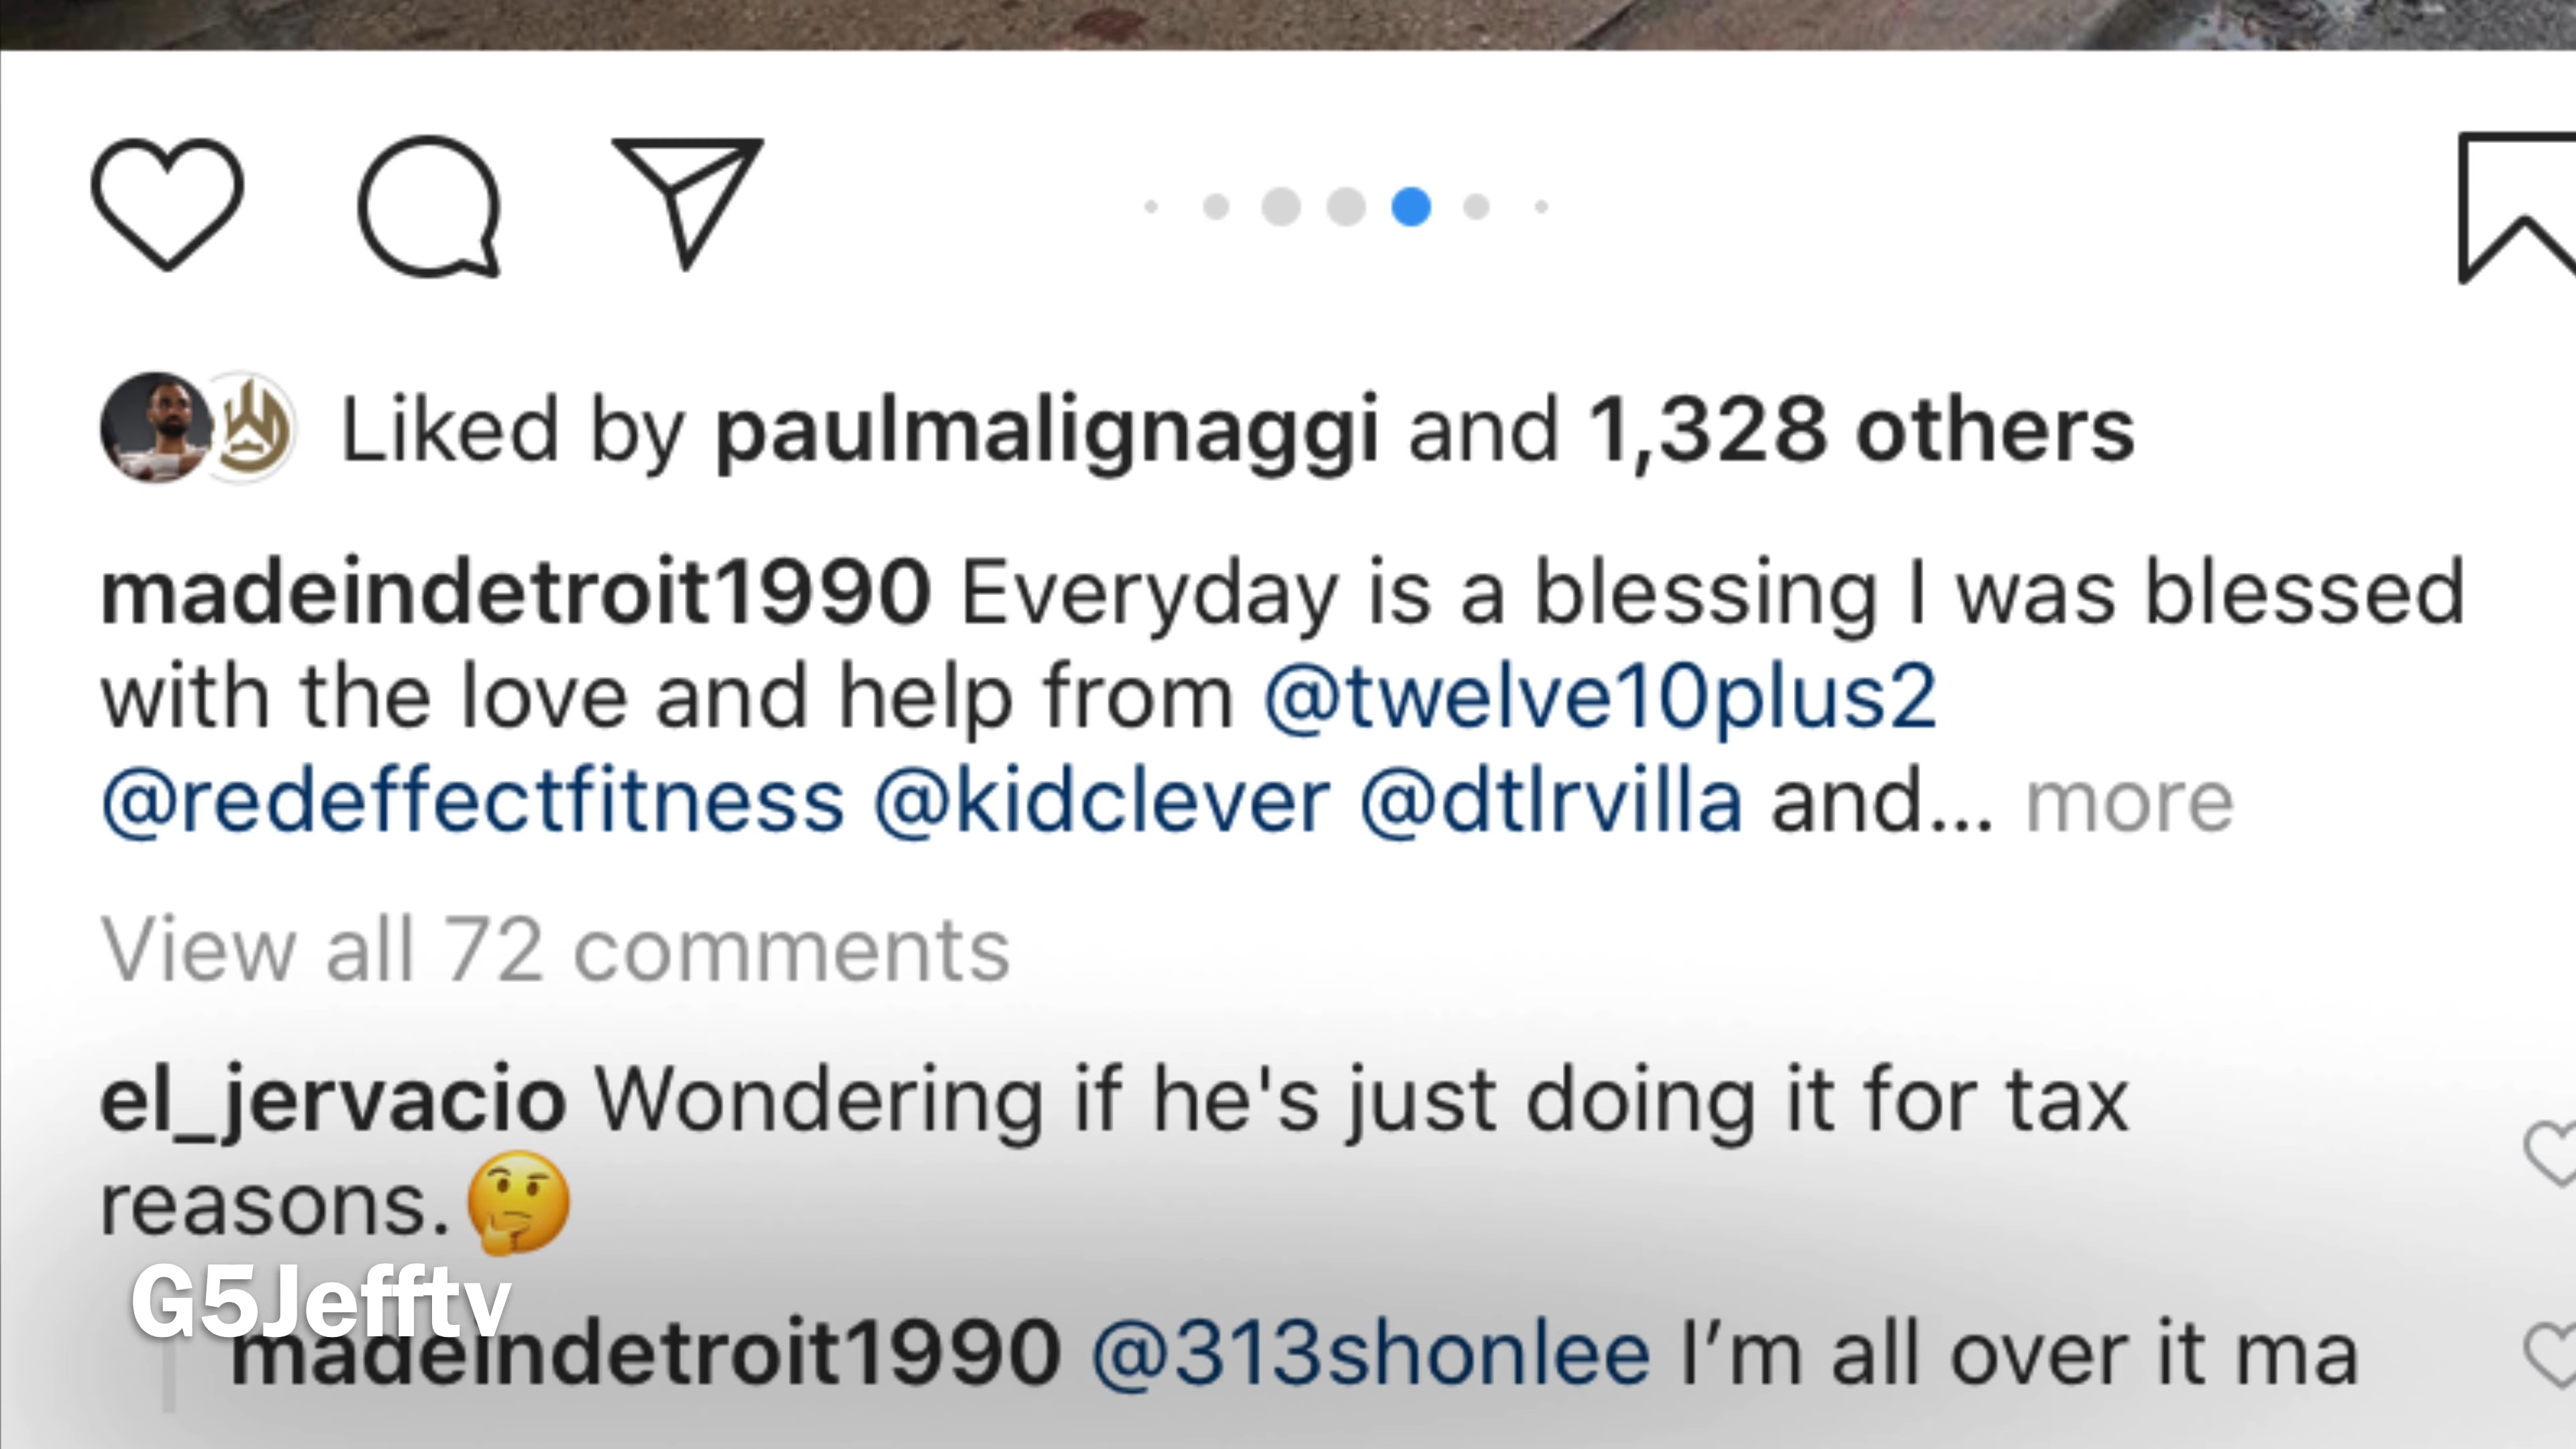 Liked by paulmalignaggi and 1,328 others
madeindetroit1990 Everyday is a blessing I was blessed
with the love and help from @twelve10plus2
@redeffectfitness @kidclever @dtlrvilla and... more
View all 72 comments
el_jervacio Wondering if he's just doing it for tax
reasons.🤔
G5Jefftv
madeindetroit1990 @313shonlee I’m all over it ma